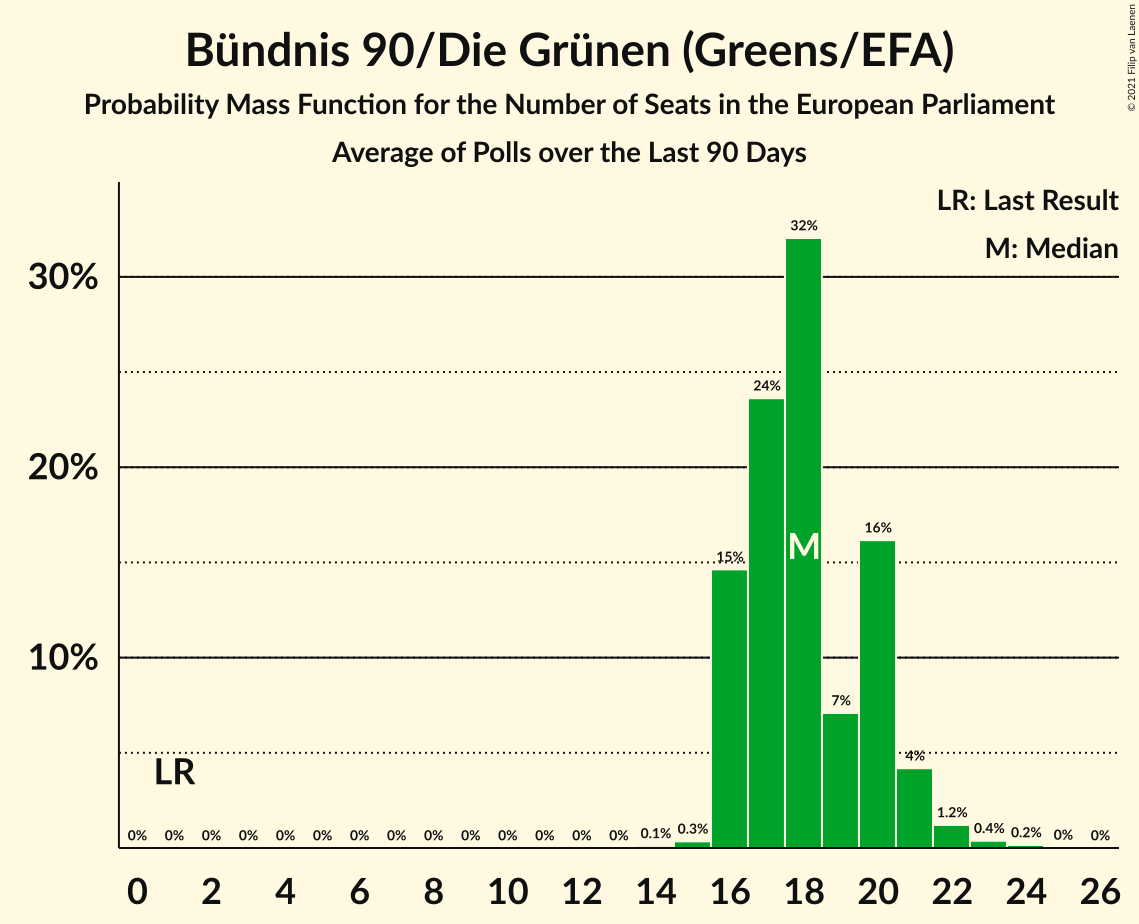 Bündnis 90/Die Grünen (Greens/EFA)
Probability Mass Function for the Number of Seats in the European Parliament
Average of Polls over the Last 90 Days
© 2021 Filip van Laenen
LR: Last Result
M: Median
32%
30%
24%
20%
16%
M
15%
10%
7%
4%
LR
1.2%
0% 0% 0% 0% 0% 0% 0% 0% 0% 0% 0% 0% 0% 0% 0.1% 0.3% 0.4% 0.2% 0% 0%
0 2 4 6 8 10 12 14 16 18 20 22 24 26